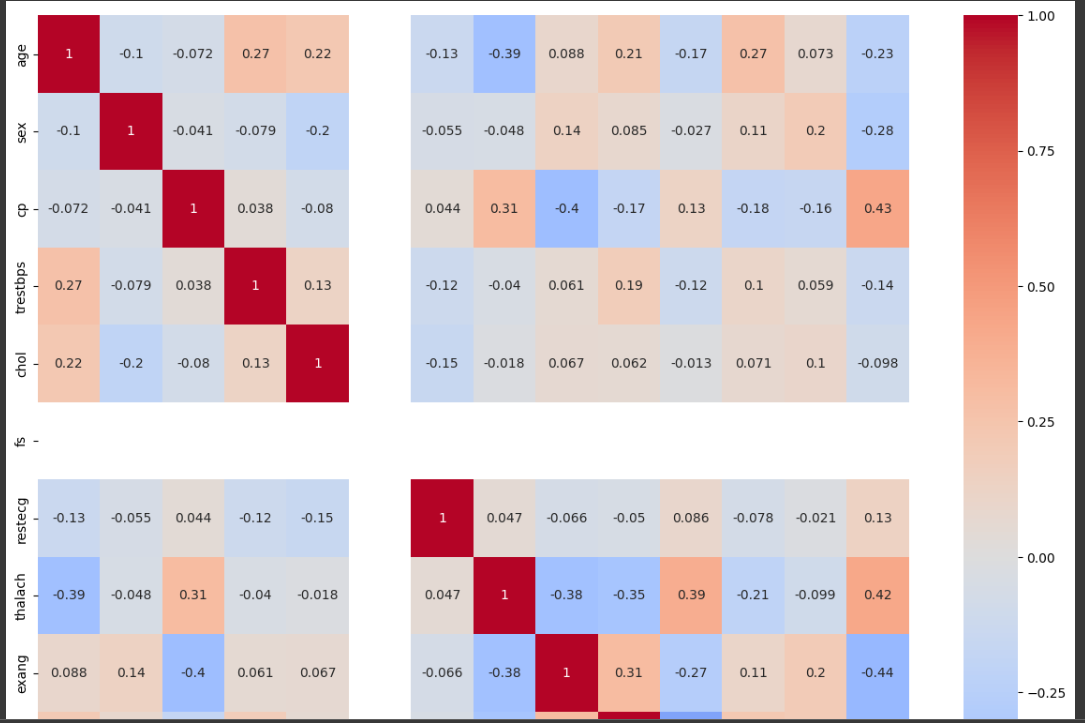 age 1 -0.1 -0.072 0.27 0.22 -0.13 -0.39 0.088 0.21 -0.17 0.27 0.073 -0.23
sex -0.1 1 -0.041 -0.079 -0.2 -0.055 -0.048 0.14 0.085 -0.027 0.11 0.2 -0.28
cp -0.072 -0.041 1 0.038 -0.08 0.044 0.31 -0.4 -0.17 0.13 -0.18 -0.16 0.43
trestbps 0.27 -0.079 0.038 1 0.13 -0.12 -0.04 0.061 0.19 -0.12 0.1 0.059 -0.14
chol 0.22 -0.2 -0.08 0.13 1 -0.15 -0.018 0.067 0.062 -0.013 0.071 0.1 -0.098
fs
restecg -0.13 -0.055 0.044 -0.12 -0.15 1 0.047 -0.066 -0.05 0.086 -0.078 -0.021 0.13
thalach -0.39 -0.048 0.31 -0.04 -0.018 0.047 1 -0.38 -0.35 0.39 -0.21 -0.099 0.42
exang 0.088 0.14 -0.4 0.061 0.067 -0.066 -0.38 1 0.31 -0.27 0.11 0.2 -0.44
1.00
0.75
0.50
0.25
0.00
−0.25